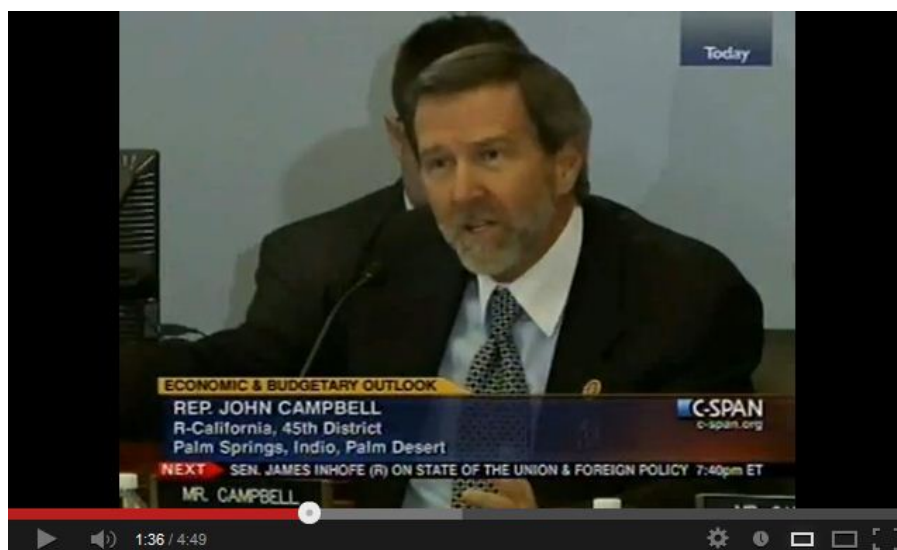 Today
ECONOMIC & BUDGETARY OUTLOOK
REP. JOHN CAMPBELL
R-California, 45th District
Palm Springs, Indio, Palm Desert
C-SPAN
c-span.org
NEXT SEN. JAMES INHOFE (R) ON STATE OF THE UNION & FOREIGN POLICY 7:40pm ET
MR. CAMPBELL
1:36 / 4:49